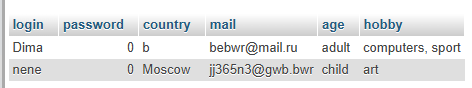 login password country mail age hobby
Dima 0 b bebwr@mail.ru adult computers, sport
nene 0 Moscow jj365n3@gwb.bwr child art